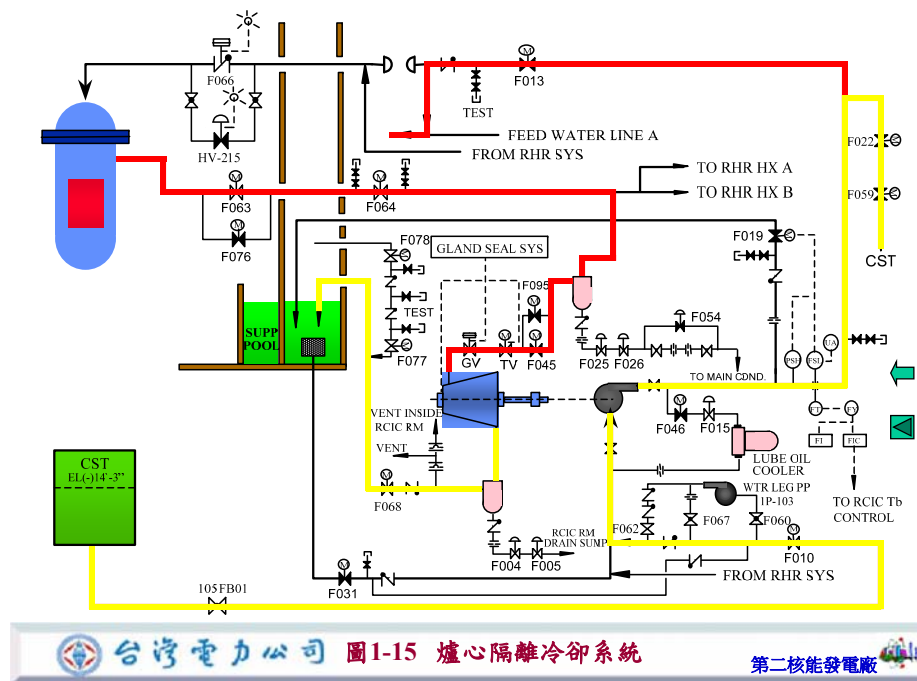 F066
M
F013
TEST
HV-215
FEED WATER LINE A
FROM RHR SYS
F022
TO RHR HX A
TO RHR HX B
M
F063
M
F064
F059
M
F076
F078
GLAND SEAL SYS
F019
CST
F095
M
TEST
F054
SUPP
POOL
F077
M
GV
M
TV
M
F045
F025
F026
PSH
FSL
UA
TO MAIN COND.
VENT INSIDE
RCIC RM
FT
FY
M
F046
F015
FI
FIC
VENT
CST
EL(-)14'-3"
LUBE OIL
COOLER
M
F068
WTR LEG PP
1P-103
TO RCIC Tb
CONTROL
F062
F067
F060
RCIC RM
DRAIN SUMP
M
F010
F004
F005
M
F031
FROM RHR SYS
105FB01
台灣電力公司
圖1-15 爐心隔離冷卻系統
第二核能發電廠